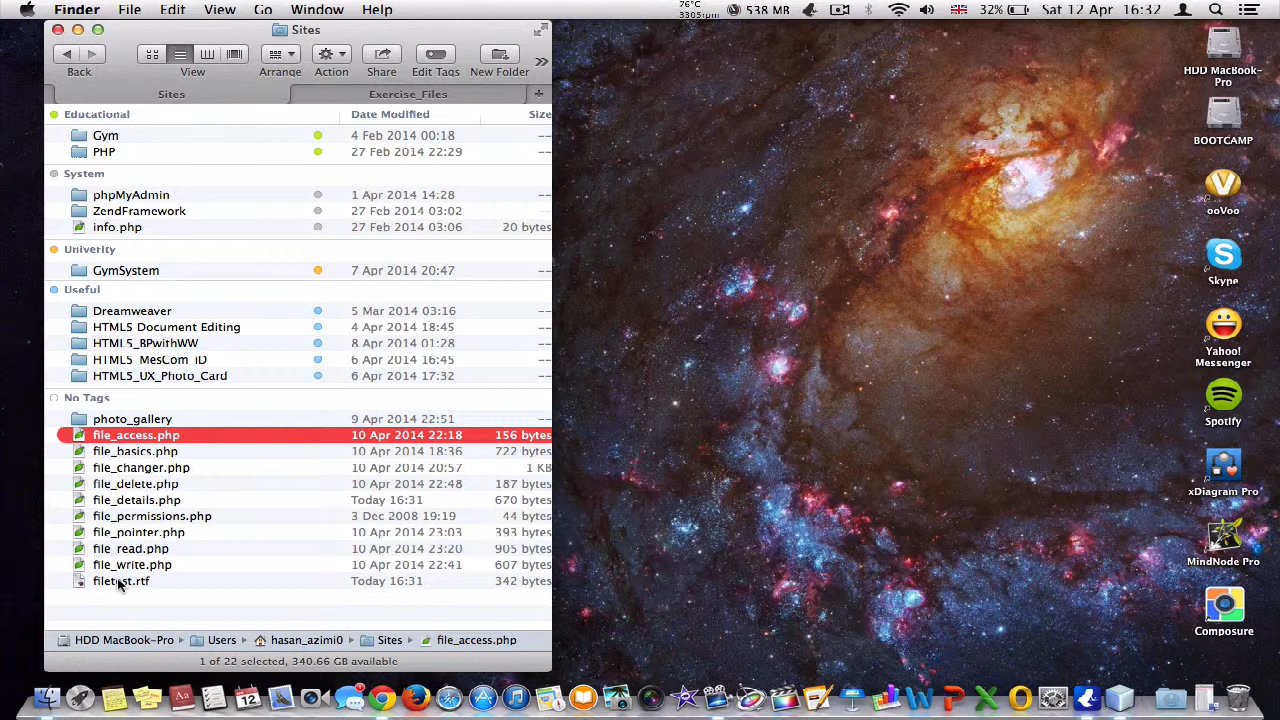 Finder File Edit View Go Window Help 76°C 3305rpm 538 MB 32% Sat 12 Apr 16:32
Sites
Back View Arrange Action Share Edit Tags New Folder
Sites Exercise_Files
Educational Date Modified Size
Gym 4 Feb 2014 00:18 --
PHP 27 Feb 2014 22:29 --
System
phpMyAdmin 1 Apr 2014 14:28 --
ZendFramework 27 Feb 2014 03:02 --
info.php 27 Feb 2014 03:06 20 bytes
Univerity
GymSystem 7 Apr 2014 20:47 --
Useful
Dreamweaver 5 Mar 2014 03:16 --
HTML5 Document Editing 4 Apr 2014 18:45 --
HTML5_RPwithWW 8 Apr 2014 01:28 --
HTML5_MesCom_ID 6 Apr 2014 16:45 --
HTML5_UX_Photo_Card 6 Apr 2014 17:32 --
No Tags
photo_gallery 9 Apr 2014 22:51 --
file_access.php 10 Apr 2014 22:18 156 bytes
file_basics.php 10 Apr 2014 18:36 722 bytes
file_changer.php 10 Apr 2014 20:57 1 KB
file_delete.php 10 Apr 2014 22:48 187 bytes
file_details.php Today 16:31 670 bytes
file_permissions.php 3 Dec 2008 19:19 44 bytes
file_pointer.php 10 Apr 2014 23:03 393 bytes
file_read.php 10 Apr 2014 23:20 905 bytes
file_write.php 10 Apr 2014 22:41 607 bytes
filetest.rtf Today 16:31 342 bytes
HDD MacBook-Pro Users hasan_azimi0 Sites file_access.php
1 of 22 selected, 340.66 GB available
HDD MacBook-
Pro
BOOTCAMP
ooVoo
Skype
Yahoo!
Messenger
Spotify
xDiagram Pro
MindNode Pro
Composure